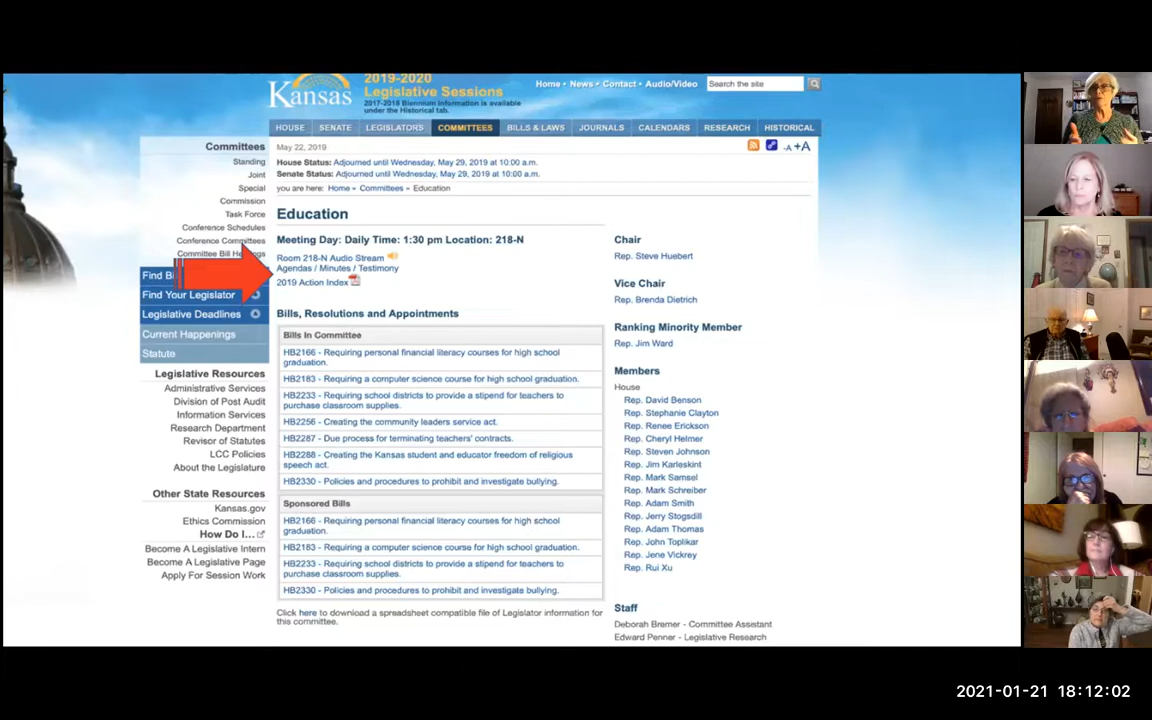 Kansas
2019-2020
Legislative Sessions
2017-2018 Biennium information is available
under the Historical tab.
Home • News • Contact • Audio/Video
Search the site
HOUSE SENATE LEGISLATORS COMMITTEES BILLS & LAWS JOURNALS CALENDARS RESEARCH HISTORICAL
Committees
Standing
Joint
Special
Commission
Task Force
Conference Schedules
Conference Committees
Committee Bill
Find
Find Your Legislator
Legislative Deadlines
Current Happenings
Statute
Legislative Resources
Administrative Services
Division of Post Audit
Information Services
Research Department
Revisor of Statutes
LCC Policies
About the Legislature
Other State Resources
Kansas.gov
Ethics Commission
How Do I...
Become A Legislative Intern
Become A Legislative Page
Apply For Session Work
May 22, 2019
-A +A
House Status: Adjourned until Wednesday, May 29, 2019 at 10:00 a.m.
Senate Status: Adjourned until Wednesday, May 29, 2019 at 10:00 a.m.
you are here: Home » Committees » Education
Education
Meeting Day: Daily Time: 1:30 pm Location: 218-N
Room 218-N Audio Stream
Agendas / Minutes / Testimony
2019 Action Index
Bills, Resolutions and Appointments
Bills In Committee
HB2166 - Requiring personal financial literacy courses for high school
graduation.
HB2183 - Requiring a computer science course for high school graduation.
HB2233 - Requiring school districts to provide a stipend for teachers to
purchase classroom supplies.
HB2256 - Creating the community leaders service act.
HB2287 - Due process for terminating teachers' contracts.
HB2288 - Creating the Kansas student and educator freedom of religious
speech act.
HB2330 - Policies and procedures to prohibit and investigate bullying.
Sponsored Bills
HB2166 - Requiring personal financial literacy courses for high school
graduation.
HB2183 - Requiring a computer science course for high school graduation.
HB2233 - Requiring school districts to provide a stipend for teachers to
purchase classroom supplies.
HB2330 - Policies and procedures to prohibit and investigate bullying.
Click here to download a spreadsheet compatible file of Legislator information for
this committee.
Chair
Rep. Steve Huebert
Vice Chair
Rep. Brenda Dietrich
Ranking Minority Member
Rep. Jim Ward
Members
House
Rep. David Benson
Rep. Stephanie Clayton
Rep. Renee Erickson
Rep. Cheryl Helmer
Rep. Steven Johnson
Rep. Jim Karleskint
Rep. Mark Samsel
Rep. Mark Schreiber
Rep. Adam Smith
Rep. Jerry Stogsdill
Rep. Adam Thomas
Rep. John Toplikar
Rep. Jene Vickrey
Rep. Rui Xu
Staff
Deborah Bremer - Committee Assistant
Edward Penner - Legislative Research
2021-01-21 18:12:02